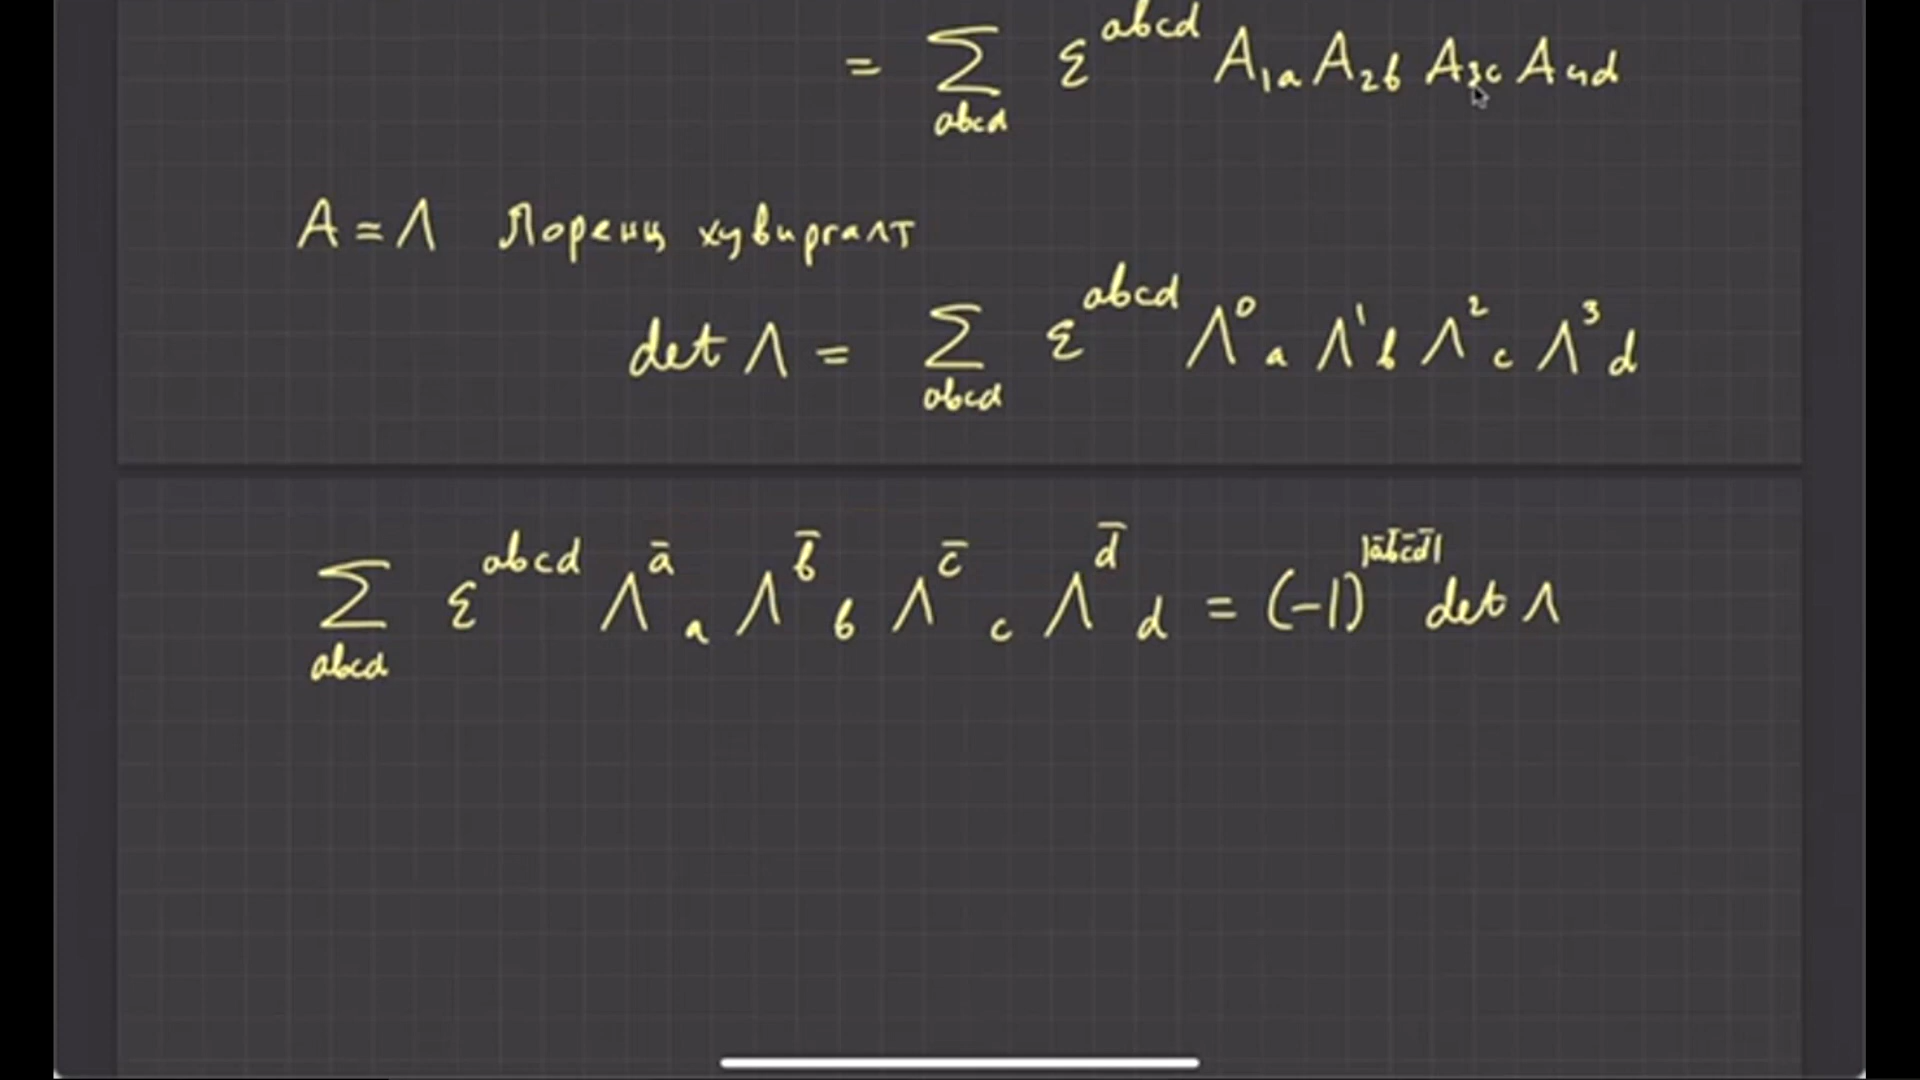 = Σ_{abcd} ε^{abcd} A_{1a} A_{2b} A_{3c} A_{4d}
A = Λ Лоренц хувиргалт
det Λ = Σ_{abcd} ε^{abcd} Λ^0_a Λ^1_b Λ^2_c Λ^3_d
Σ_{abcd} ε^{abcd} Λ^{ā}_a Λ^{b̄}_b Λ^{c̄}_c Λ^{d̄}_d = (-1)^{|āb̄c̄d̄|} det Λ